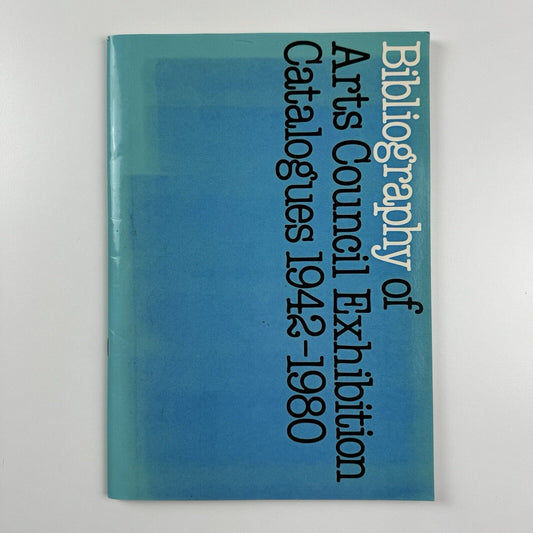 Bibliography of
Arts Council Exhibition
Catalogues 1942–1980